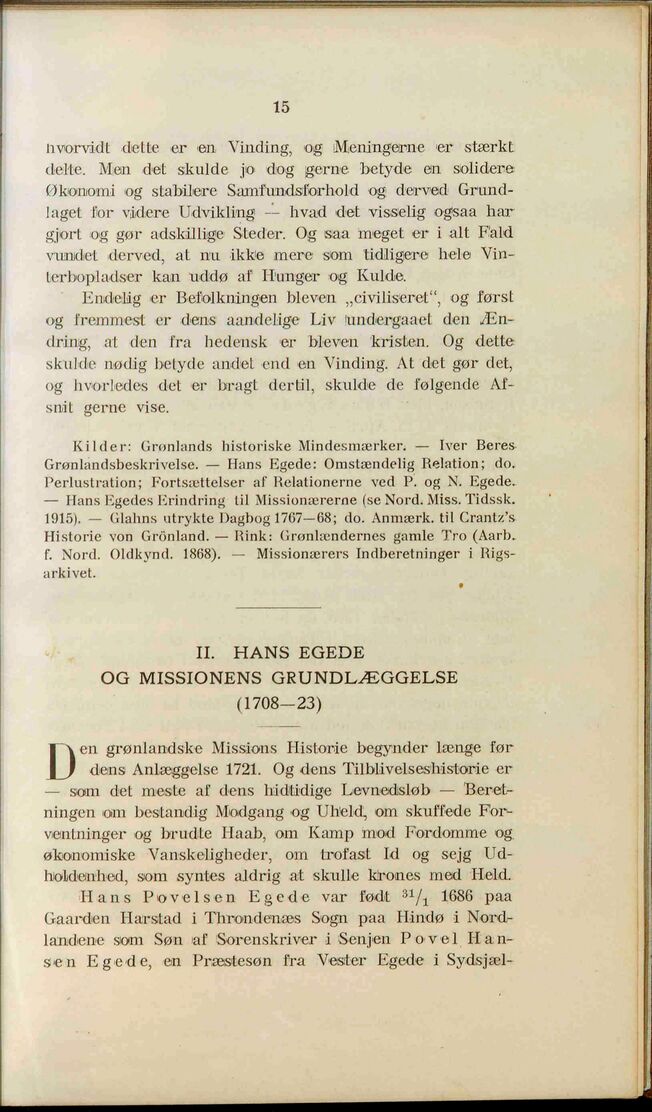 15
hvorvidt dette er en Vinding, og Meningerne er stærkt
delte. Men det skulde jo dog gerne betyde en solidere
Økonomi og stabilere Samfundsforhold og derved Grund-
laget for videre Udvikling — hvad det visselig ogsaa har
gjort og gør adskillige Steder. Og saa meget er i alt Fald
vundet derved, at nu ikke mere som tidligere hele Vin-
terbopladser kan uddø af Hunger og Kulde.
Endelig er Befolkningen bleven „civiliseret“, og først
og fremmest er dens aandelige Liv undergaaet den Æn-
dring, at den fra hedensk er bleven kristen. Og dette
skulde nødig betyde andet end en Vinding. At det gør det,
og hvorledes det er bragt dertil, skulde de følgende Af-
snit gerne vise.
Kilder: Grønlands historiske Mindesmærker. — Iver Beres
Grønlandsbeskrivelse. — Hans Egede: Omstændelig Relation; do.
Perlustration; Fortsættelser af Relationerne ved P. og N. Egede.
— Hans Egedes Erindring til Missionærerne (se Nord. Miss. Tidssk.
1915). — Glahns utrykte Dagbog 1767—68; do. Anmærk. til Crantz's
Historie von Grönland. — Rink: Grønlændernes gamle Tro (Aarb.
f. Nord. Oldkynd. 1868). — Missionærers Indberetninger i Rigs-
arkivet.
II. HANS EGEDE
OG MISSIONENS GRUNDLÆGGELSE
(1708—23)
Den grønlandske Missions Historie begynder længe før
dens Anlæggelse 1721. Og dens Tilblivelseshistorie er
— som det meste af dens hidtidige Levnedsløb — Beret-
ningen om bestandig Modgang og Uheld, om skuffede For-
ventninger og brudte Haab, om Kamp mod Fordomme og
økonomiske Vanskeligheder, om trofast Id og sejg Ud-
holdenhed, som syntes aldrig at skulle krones med Held.
Hans Povelsen Egede var født 31/1 1686 paa
Gaarden Harstad i Throndenæs Sogn paa Hindø i Nord-
landene som Søn af Sorenskriver i Senjen Povel Han-
sen Egede, en Præstesøn fra Vester Egede i Sydsjæl-